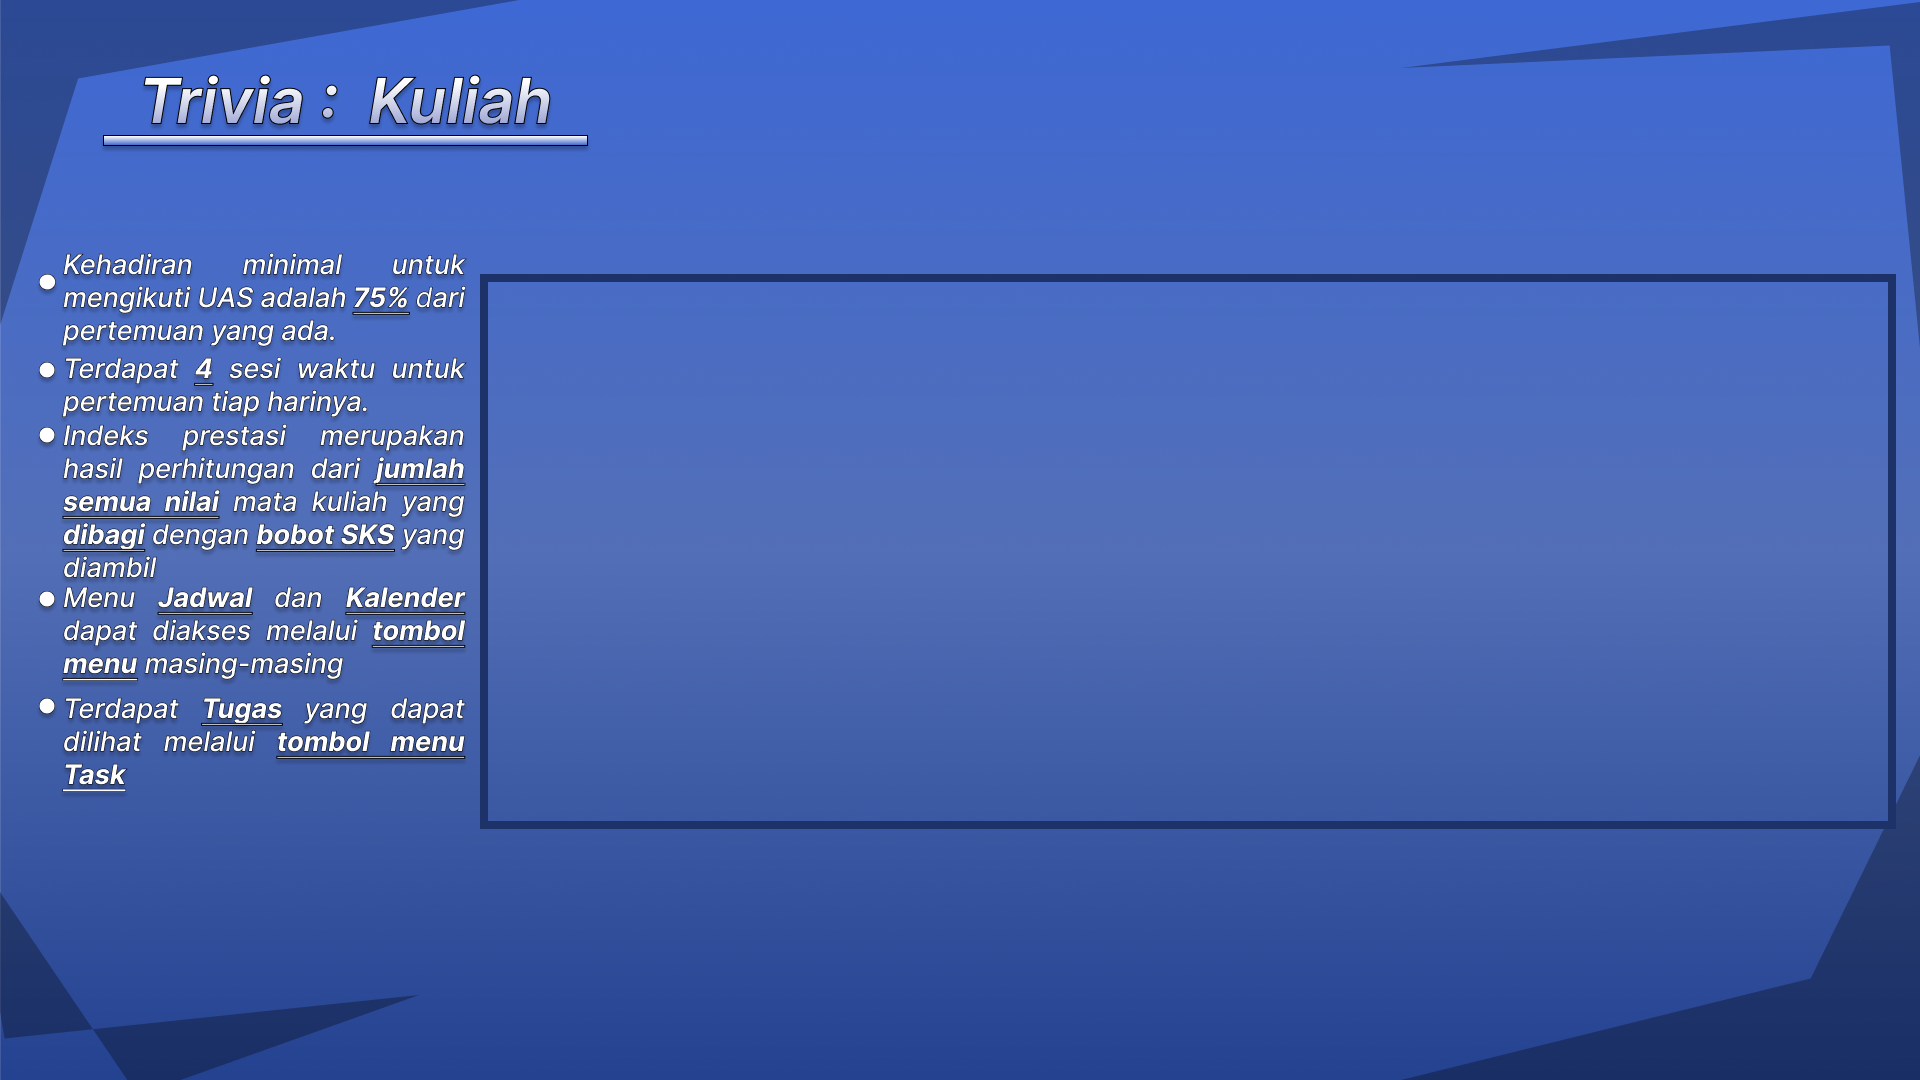 Trivia : Kuliah
Kehadiran minimal untuk
mengikuti UAS adalah 75% dari
pertemuan yang ada.
Terdapat 4 sesi waktu untuk
pertemuan tiap harinya.
Indeks prestasi merupakan
hasil perhitungan dari jumlah
semua nilai mata kuliah yang
dibagi dengan bobot SKS yang
diambil
Menu Jadwal dan Kalender
dapat diakses melalui tombol
menu masing-masing
Terdapat Tugas yang dapat
dilihat melalui tombol menu
Task